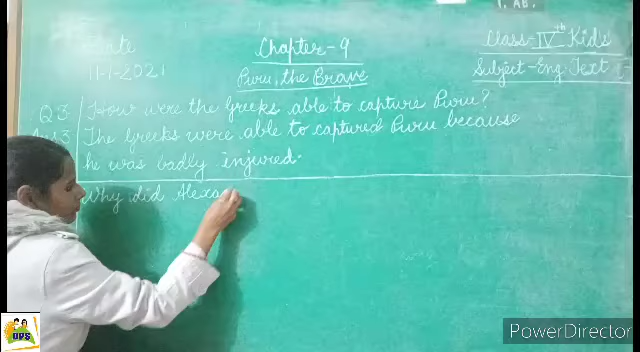 Date
11-1-2021
Chapter-9
Puru, the Brave
Class-IVth Kids
Subject-Eng. Text
Q3. How were the Greeks able to capture Puru?
Ans3 The Greeks were able to captured Puru because
he was badly injured.
Why did Alexa
PowerDirector
UPS